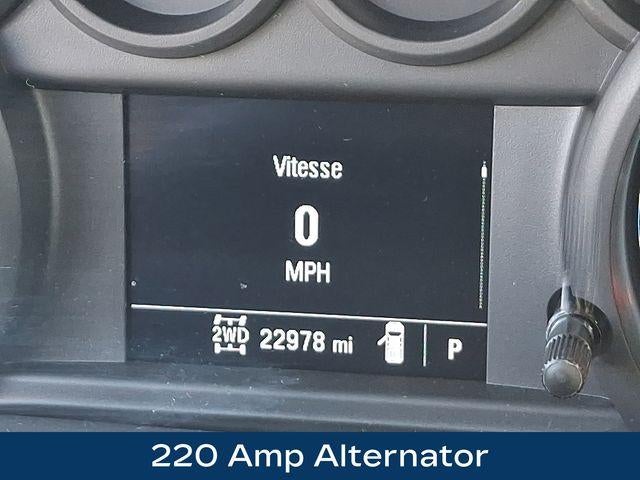 Vitesse
0
MPH
2WD 22978 mi P
220 Amp Alternator